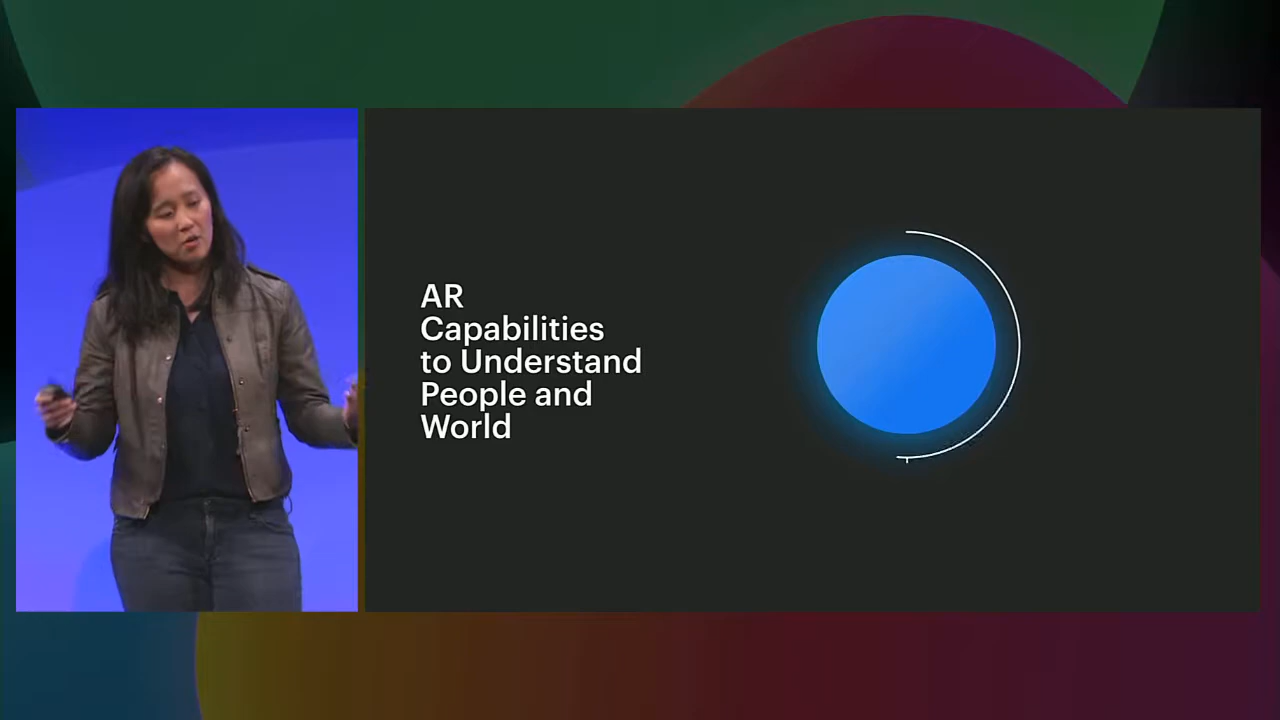 AR
Capabilities
to Understand
People and
World